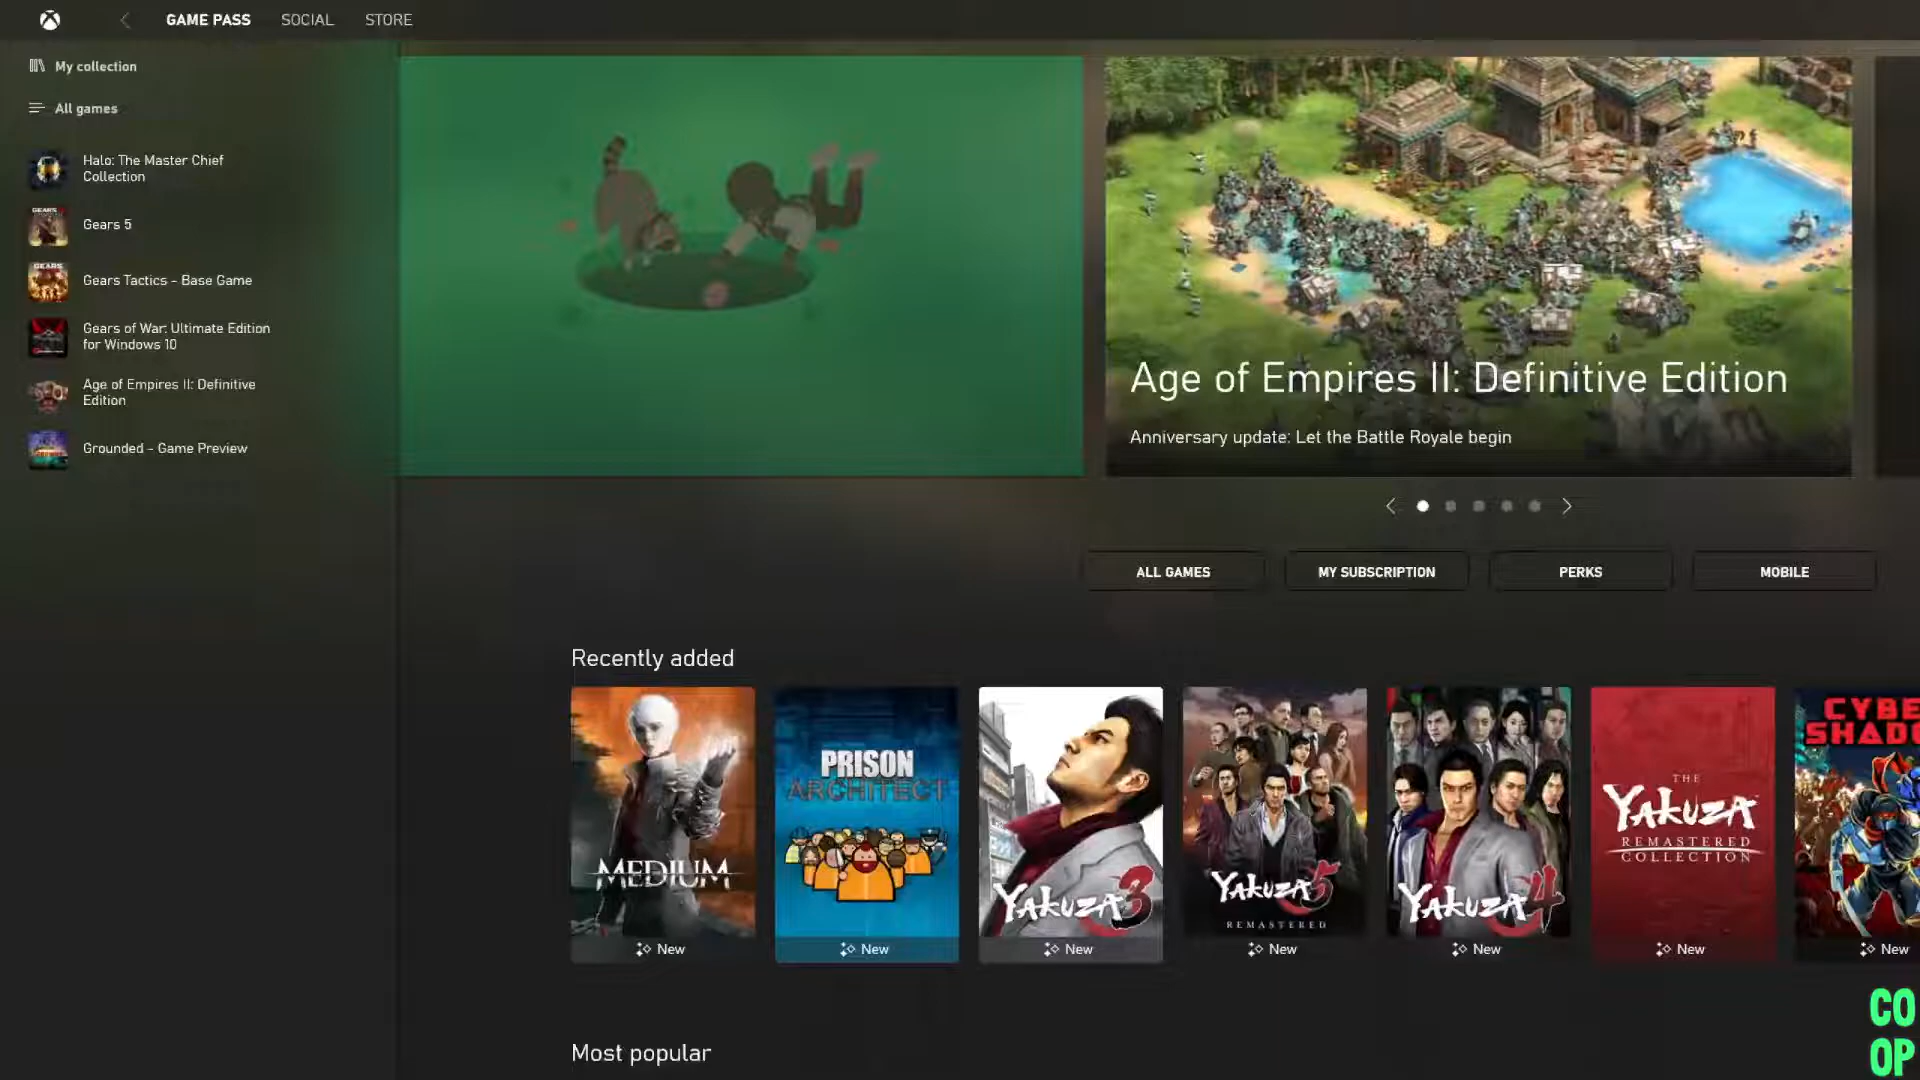 GAME PASS
SOCIAL
STORE
My collection
All games
Halo: The Master Chief
Collection
Gears 5
Gears Tactics - Base Game
Gears of War: Ultimate Edition
for Windows 10
Age of Empires II: Definitive
Edition
Grounded - Game Preview
Age of Empires II: Definitive Edition
Anniversary update: Let the Battle Royale begin
ALL GAMES
MY SUBSCRIPTION
PERKS
MOBILE
Recently added
MEDIUM
New
PRISON
ARCHITECT
New
YAKUZA 3
New
YAKUZA 5
REMASTERED
New
YAKUZA 4
New
THE
YAKUZA
REMASTERED
COLLECTION
New
CYBE
SHADO
New
Most popular
CO
OP